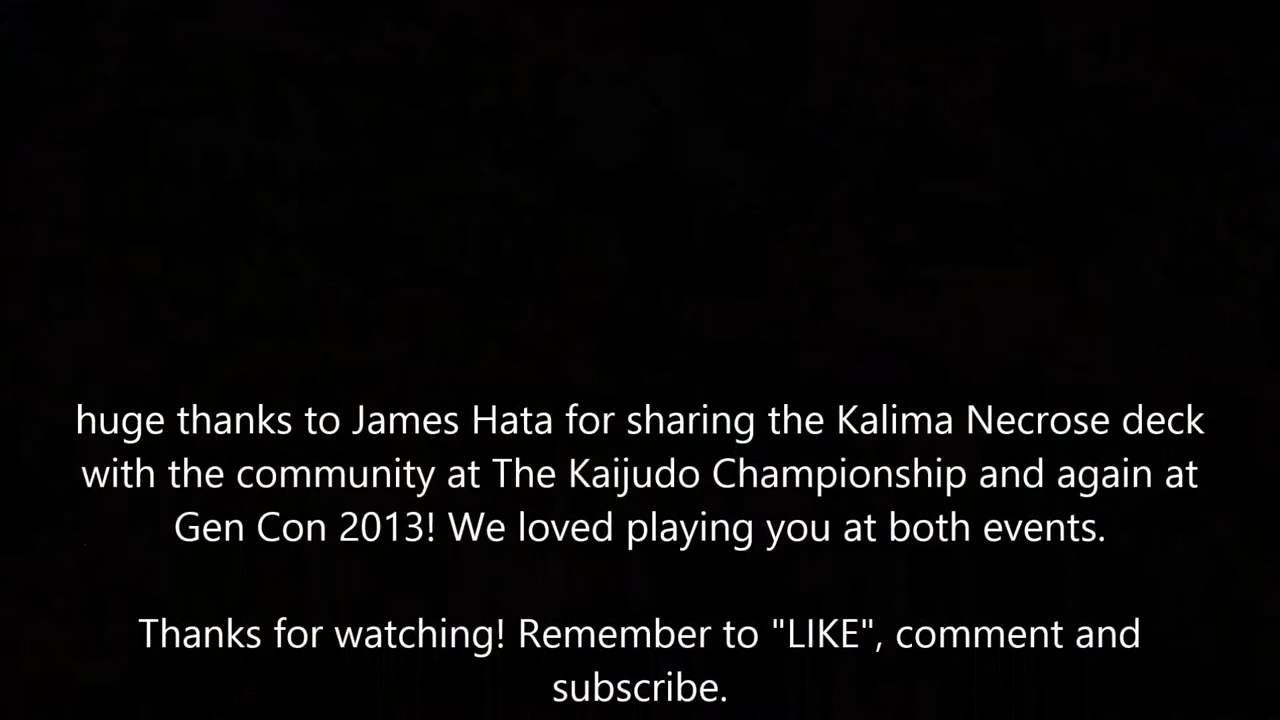 huge thanks to James Hata for sharing the Kalima Necrose deck
with the community at The Kaijudo Championship and again at
Gen Con 2013! We loved playing you at both events.
Thanks for watching! Remember to "LIKE", comment and
subscribe.